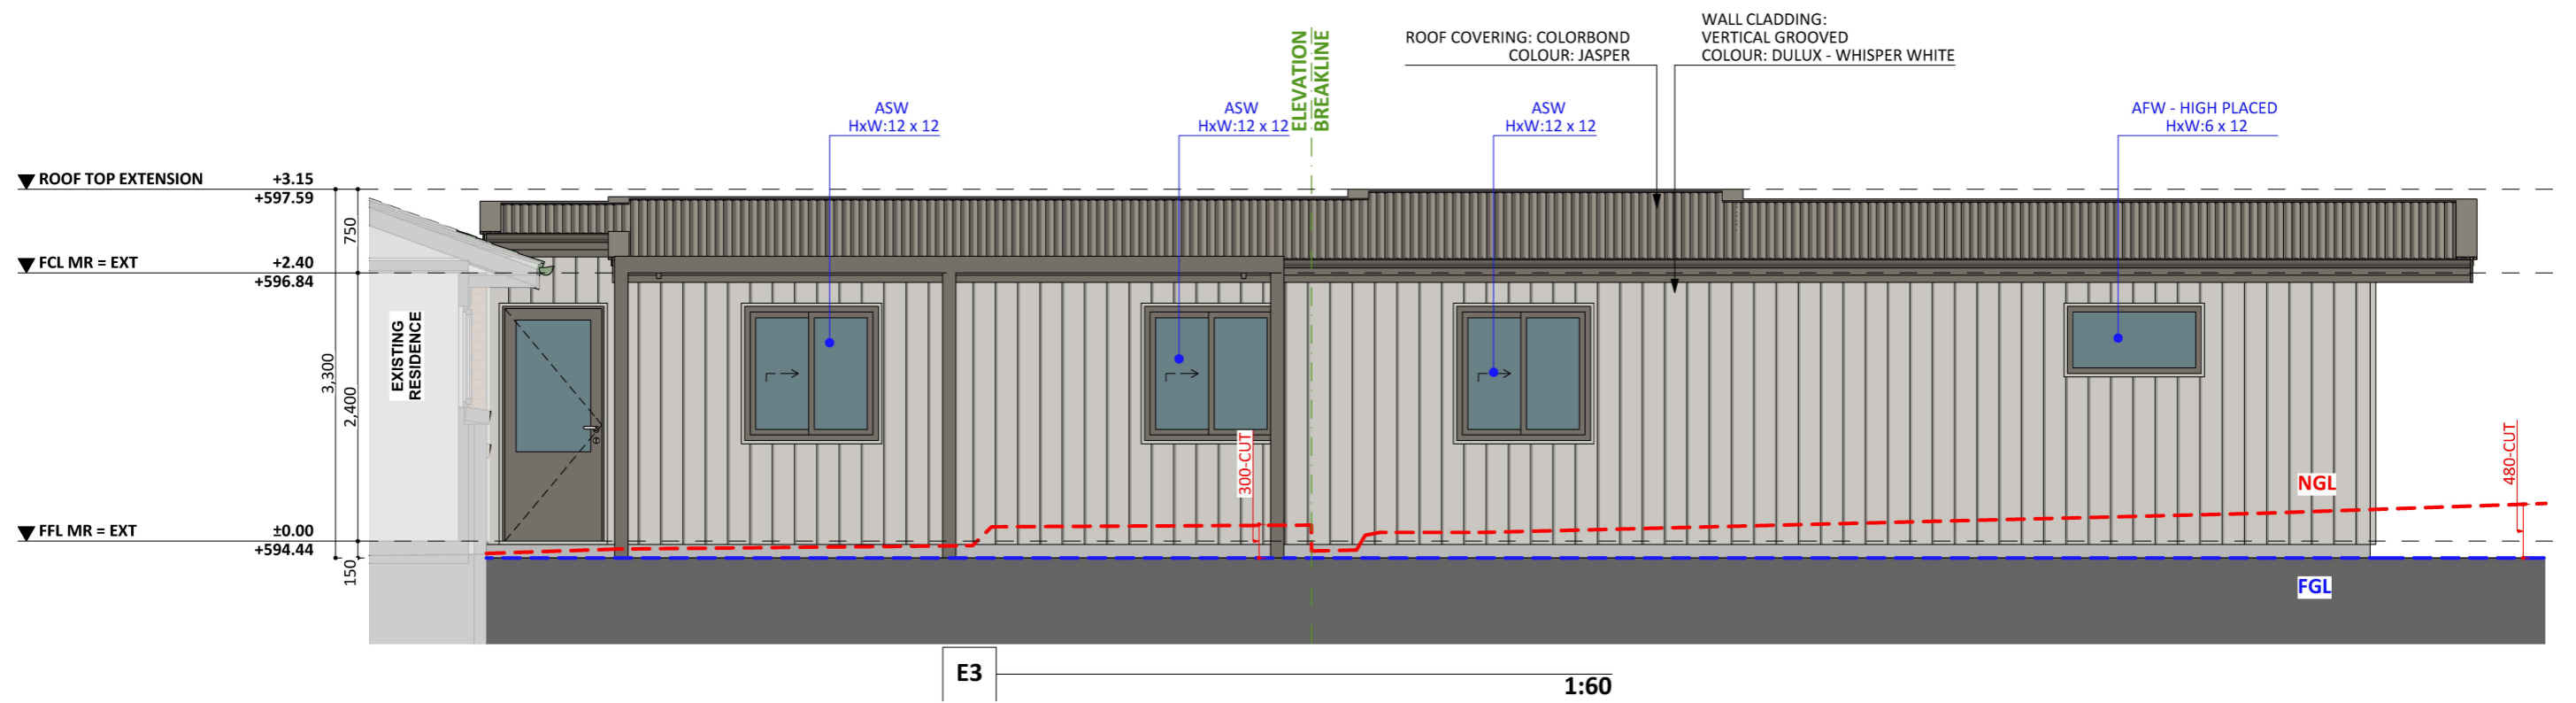 WALL CLADDING:
ROOF COVERING: COLORBOND
VERTICAL GROOVED
COLOUR: JASPER
COLOUR: DULUX - WHISPER WHITE
ELEVATION
BREAKLINE
ASW
HxW:12 x 12
ASW
HxW:12 x 12
ASW
HxW:12 x 12
AFW - HIGH PLACED
HxW:6 x 12
ROOF TOP EXTENSION +3.15
+597.59
750
FCL MR = EXT +2.40
+596.84
EXISTING
RESIDENCE
3,300
2,400
300-CUT
480-CUT
NGL
FFL MR = EXT ±0.00
+594.44
150
FGL
E3
1:60